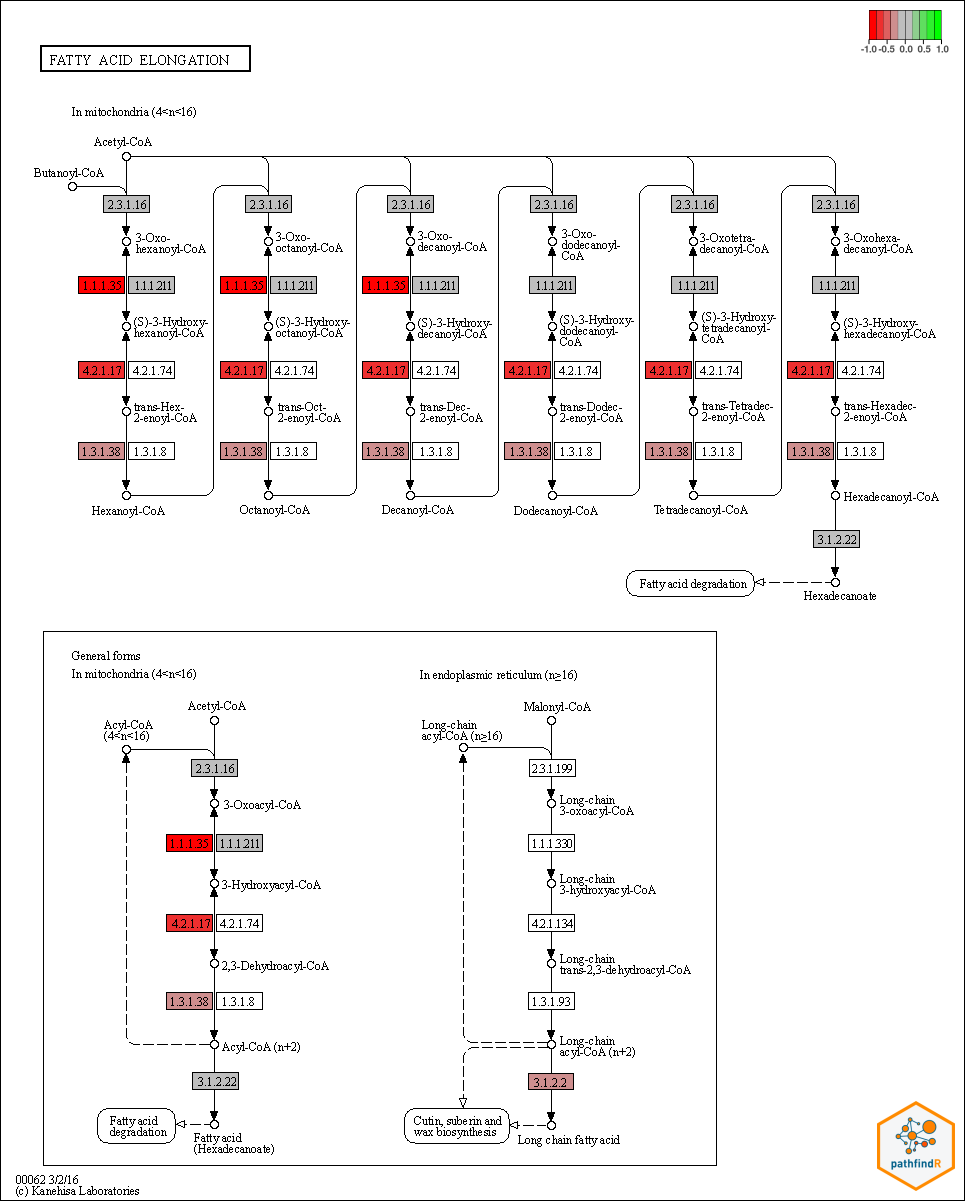 -1.0 -0.5 0.0 0.5 1.0
FATTY ACID ELONGATION
In mitochondria (4<n<16)
Acetyl-CoA
Butanoyl-CoA
2.3.1.16 2.3.1.16 2.3.1.16 2.3.1.16 2.3.1.16 2.3.1.16
3-Oxo- 3-Oxo- 3-Oxo- 3-Oxo- 3-Oxotetra- 3-Oxohexa-
hexanoyl-CoA octanoyl-CoA decanoyl-CoA dodecanoyl- decanoyl-CoA decanoyl-CoA
CoA
1.1.1.35 1.1.1.211 1.1.1.35 1.1.1.211 1.1.1.35 1.1.1.211 1.1.1.211 1.1.1.211 1.1.1.211
(S)-3-Hydroxy- (S)-3-Hydroxy- (S)-3-Hydroxy- (S)-3-Hydroxy- (S)-3-Hydroxy- (S)-3-Hydroxy-
hexanoyl-CoA octanoyl-CoA decanoyl-CoA dodecanoyl- tetradecanoyl- hexadecanoyl-CoA
CoA CoA
4.2.1.17 4.2.1.74 4.2.1.17 4.2.1.74 4.2.1.17 4.2.1.74 4.2.1.17 4.2.1.74 4.2.1.17 4.2.1.74 4.2.1.17 4.2.1.74
trans-Hex- trans-Oct- trans-Dec- trans-Dodec- trans-Tetradec- trans-Hexadec-
2-enoyl-CoA 2-enoyl-CoA 2-enoyl-CoA 2-enoyl-CoA 2-enoyl-CoA 2-enoyl-CoA
1.3.1.38 1.3.1.8 1.3.1.38 1.3.1.8 1.3.1.38 1.3.1.8 1.3.1.38 1.3.1.8 1.3.1.38 1.3.1.8 1.3.1.38 1.3.1.8
Hexanoyl-CoA Octanoyl-CoA Decanoyl-CoA Dodecanoyl-CoA Tetradecanoyl-CoA Hexadecanoyl-CoA
3.1.2.22
Fatty acid degradation
Hexadecanoate
General forms
In mitochondria (4<n<16)
Acetyl-CoA
Acyl-CoA
(4<n<16)
2.3.1.16
3-Oxoacyl-CoA
1.1.1.35 1.1.1.211
3-Hydroxyacyl-CoA
4.2.1.17 4.2.1.74
2,3-Dehydroacyl-CoA
1.3.1.38 1.3.1.8
Acyl-CoA (n+2)
3.1.2.22
Fatty acid
degradation
Fatty acid
(Hexadecanoate)
In endoplasmic reticulum (n≥16)
Malonyl-CoA
Long-chain
acyl-CoA (n≥16)
2.3.1.199
Long-chain
3-oxoacyl-CoA
1.1.1.330
Long-chain
3-hydroxyacyl-CoA
4.2.1.134
Long-chain
trans-2,3-dehydroacyl-CoA
1.3.1.93
Long-chain
acyl-CoA (n+2)
3.1.2.2
Cutin, suberin and
wax biosynthesis
Long chain fatty acid
00062 3/2/16
(c) Kanehisa Laboratories
pathfindR